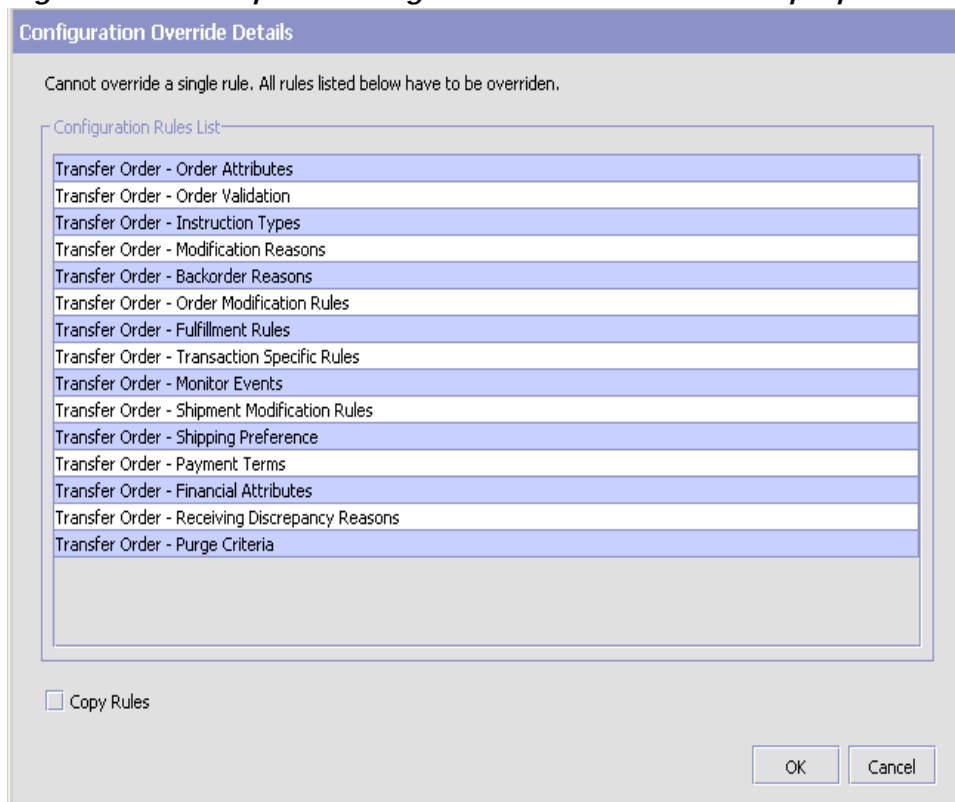 Configuration Override Details
Cannot override a single rule. All rules listed below have to be overriden.
Configuration Rules List
Transfer Order - Order Attributes
Transfer Order - Order Validation
Transfer Order - Instruction Types
Transfer Order - Modification Reasons
Transfer Order - Backorder Reasons
Transfer Order - Order Modification Rules
Transfer Order - Fulfillment Rules
Transfer Order - Transaction Specific Rules
Transfer Order - Monitor Events
Transfer Order - Shipment Modification Rules
Transfer Order - Shipping Preference
Transfer Order - Payment Terms
Transfer Order - Financial Attributes
Transfer Order - Receiving Discrepancy Reasons
Transfer Order - Purge Criteria
Copy Rules
OK Cancel